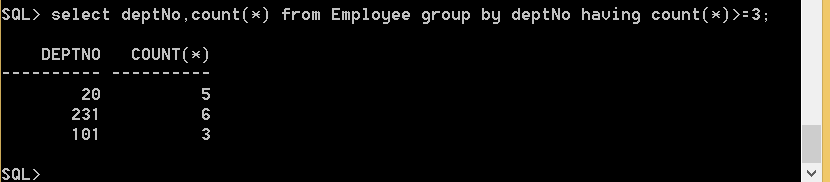 SQL> select deptNo,count(*) from Employee group by deptNo having count(*)>=3;
DEPTNO COUNT(*)
---------- ----------
20 5
231 6
101 3
SQL>